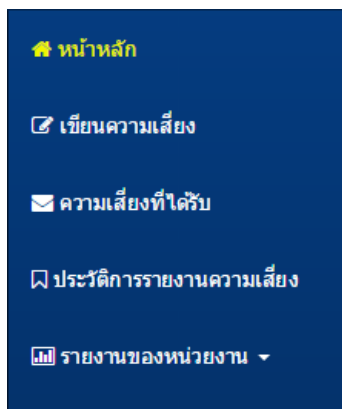 หน้าหลัก
เขียนความเสี่ยง
ความเสี่ยงที่ได้รับ
ประวัติการรายงานความเสี่ยง
รายงานของหน่วยงาน